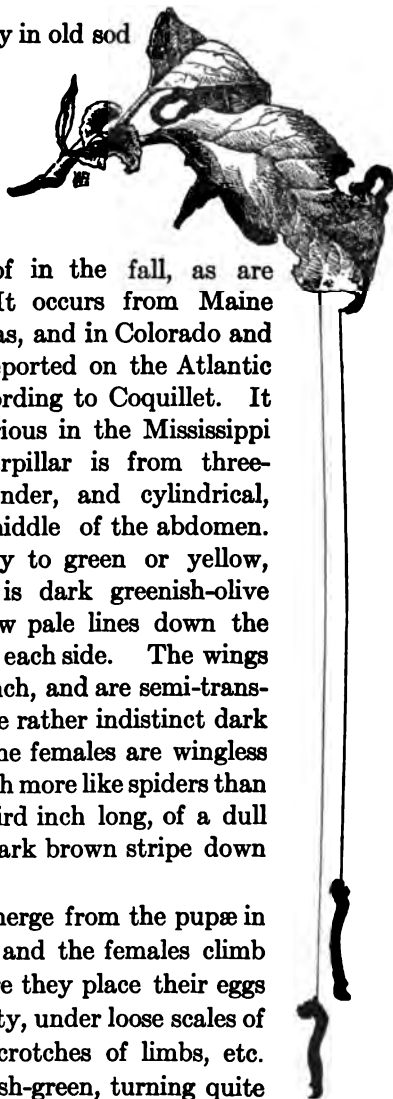 y in old sod
of in the fall, as are
It occurs from Maine
as, and in Colorado and
eported on the Atlantic
ording to Coquillet. It
rious in the Mississippi
erpillar is from three-
nder, and cylindrical,
niddle of the abdomen.
y to green or yellow,
is dark greenish-olive
w pale lines down the
each side. The wings
nch, and are semi-trans-
e rather indistinct dark
he females are wingless
h more like spiders than
ird inch long, of a dull
ark brown stripe down
nerge from the pupæ in
and the females climb
e they place their eggs
ty, under loose scales of
crotches of limbs, etc.
sh-green, turning quite